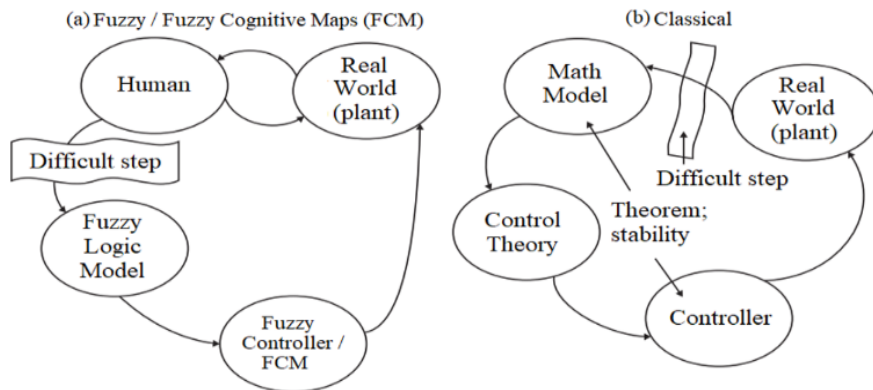 (a) Fuzzy / Fuzzy Cognitive Maps (FCM)
Human
Real
World
(plant)
Difficult step
Fuzzy
Logic
Model
Fuzzy
Controller /
FCM
(b) Classical
Math
Model
Real
World
(plant)
Difficult step
Theorem;
stability
Control
Theory
Controller